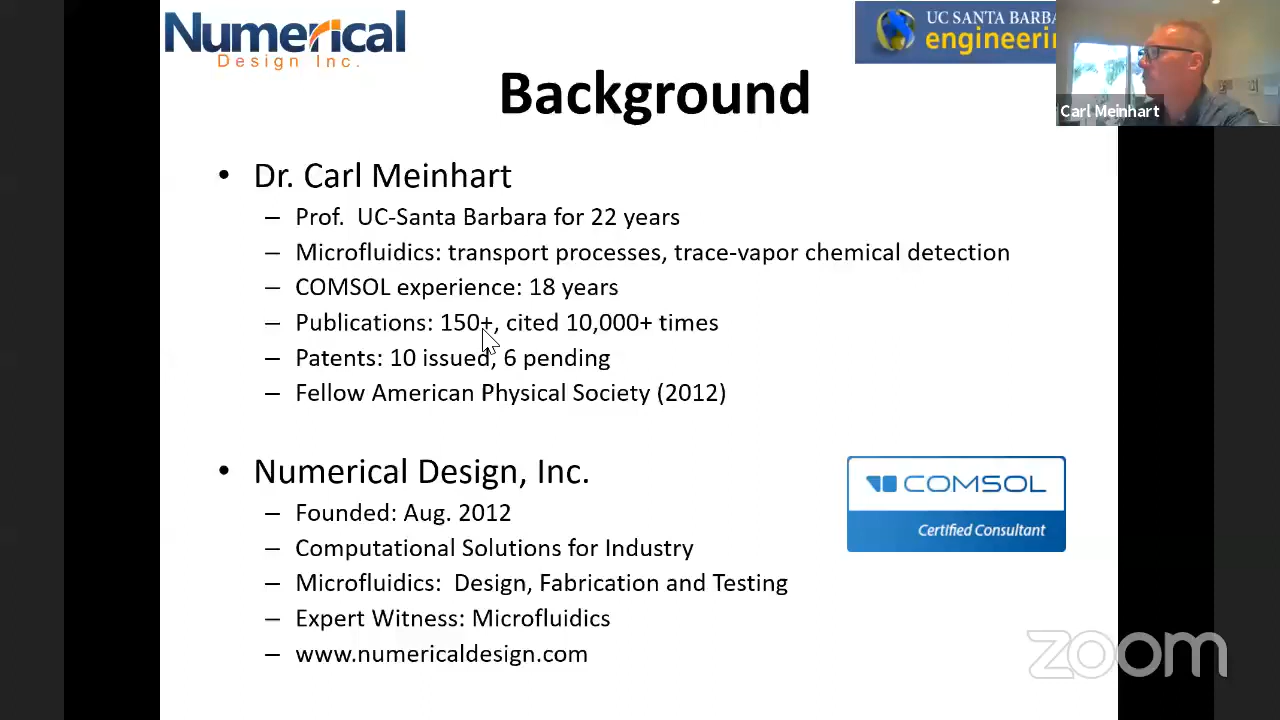 Numerical
Design Inc.
UC SANTA BARBA
engineerin
Carl Meinhart
Background
• Dr. Carl Meinhart
– Prof. UC-Santa Barbara for 22 years
– Microfluidics: transport processes, trace-vapor chemical detection
– COMSOL experience: 18 years
– Publications: 150+, cited 10,000+ times
– Patents: 10 issued, 6 pending
– Fellow American Physical Society (2012)
• Numerical Design, Inc.
– Founded: Aug. 2012
– Computational Solutions for Industry
– Microfluidics: Design, Fabrication and Testing
– Expert Witness: Microfluidics
– www.numericaldesign.com
COMSOL
Certified Consultant
zoom